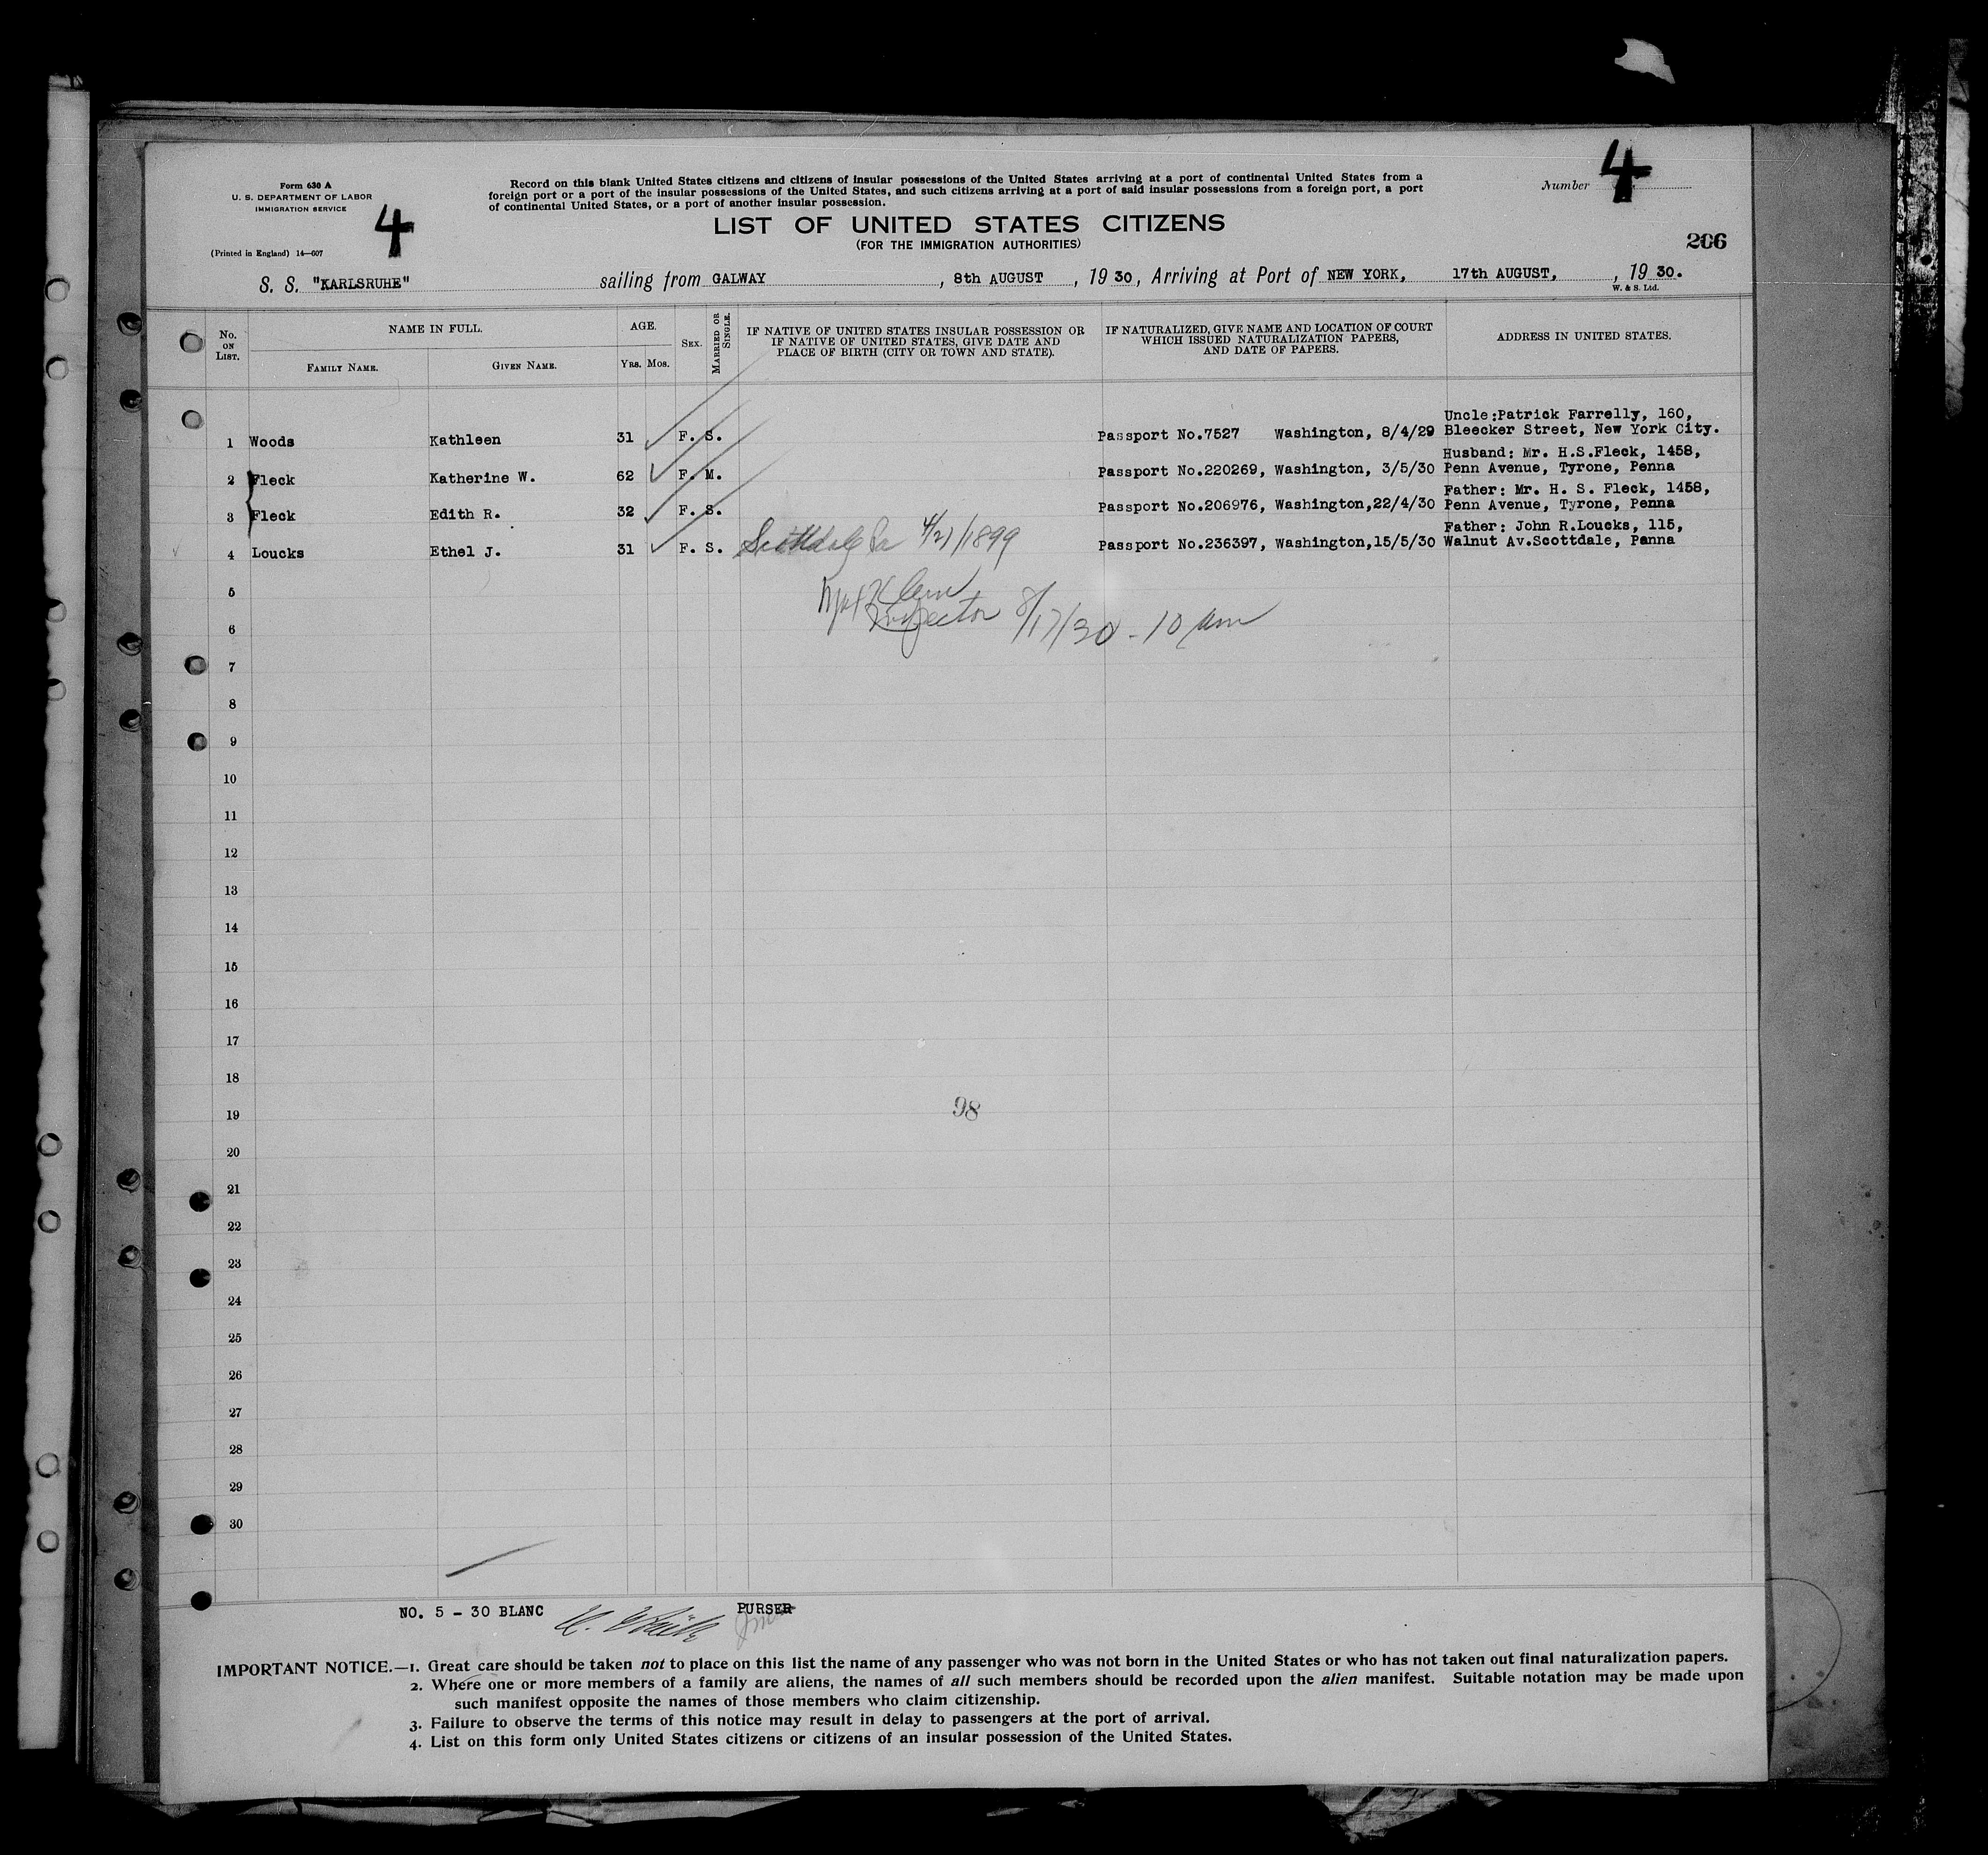 Form 630 A
U. S. DEPARTMENT OF LABOR
IMMIGRATION SERVICE
4
(Printed in England) 14—607
Record on this blank United States citizens and citizens of insular possessions of the United States arriving at a port of continental United States from a
foreign port or a port of the insular possessions of the United States, and such citizens arriving at a port of said insular possessions from a foreign port, a port
of continental United States, or a port of another insular possession.
Number 4
LIST OF UNITED STATES CITIZENS
(FOR THE IMMIGRATION AUTHORITIES)
206
S. S. "KARLSRUHE" sailing from GALWAY, 8th AUGUST, 1930, Arriving at Port of NEW YORK, 17th AUGUST, , 1930.
W. & S. Ltd.
No. ON LIST.
NAME IN FULL.
FAMILY NAME.
GIVEN NAME.
AGE.
YRS. MOS.
SEX.
MARRIED OR SINGLE.
IF NATIVE OF UNITED STATES INSULAR POSSESSION OR
IF NATIVE OF UNITED STATES, GIVE DATE AND
PLACE OF BIRTH (CITY OR TOWN AND STATE).
IF NATURALIZED, GIVE NAME AND LOCATION OF COURT
WHICH ISSUED NATURALIZATION PAPERS,
AND DATE OF PAPERS.
ADDRESS IN UNITED STATES.
Uncle:Patrick Farrelly, 160,
1 Woods Kathleen 31 F. S. Passport No.7527 Washington, 8/4/29 Bleecker Street, New York City.
Husband: Mr. H.S.Fleck, 1458,
2 Fleck Katherine W. 62 F. M. Passport No.220269, Washington, 3/5/30 Penn Avenue, Tyrone, Penna
Father: Mr. H. S. Fleck, 1458,
3 Fleck Edith R. 32 F. S. Passport No.206976, Washington,22/4/30 Penn Avenue, Tyrone, Penna
Father: John R.Loucks, 115,
4 Loucks Ethel J. 31 F. S. Scottdale Pa 4/21/1899 Passport No.236397, Washington,15/5/30 Walnut Av.Scottdale, Penna
5
Inspector 8/17/30 - 10 am
6
7
8
9
10
11
12
13
14
15
16
17
18
98
19
20
21
22
23
24
25
26
27
28
29
30
NO. 5 - 30 BLANC PURSER
IMPORTANT NOTICE.—1. Great care should be taken not to place on this list the name of any passenger who was not born in the United States or who has not taken out final naturalization papers.
2. Where one or more members of a family are aliens, the names of all such members should be recorded upon the alien manifest. Suitable notation may be made upon
such manifest opposite the names of those members who claim citizenship.
3. Failure to observe the terms of this notice may result in delay to passengers at the port of arrival.
4. List on this form only United States citizens or citizens of an insular possession of the United States.